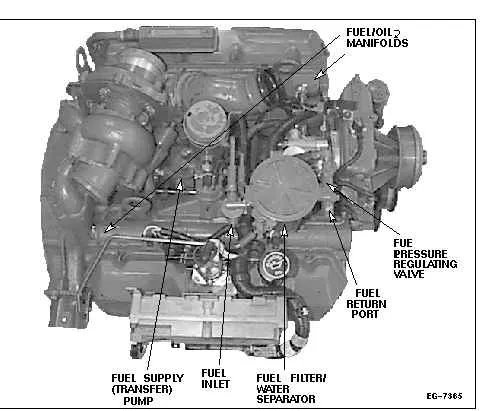 FUEL/OIL
MANIFOLDS
FUE
PRESSURE
REGULATING
VALVE
FUEL
RETURN
PORT
FUEL SUPPLY
(TRANSFER)
PUMP
FUEL
INLET
FUEL FILTER/
WATER
SEPARATOR
EG-7365